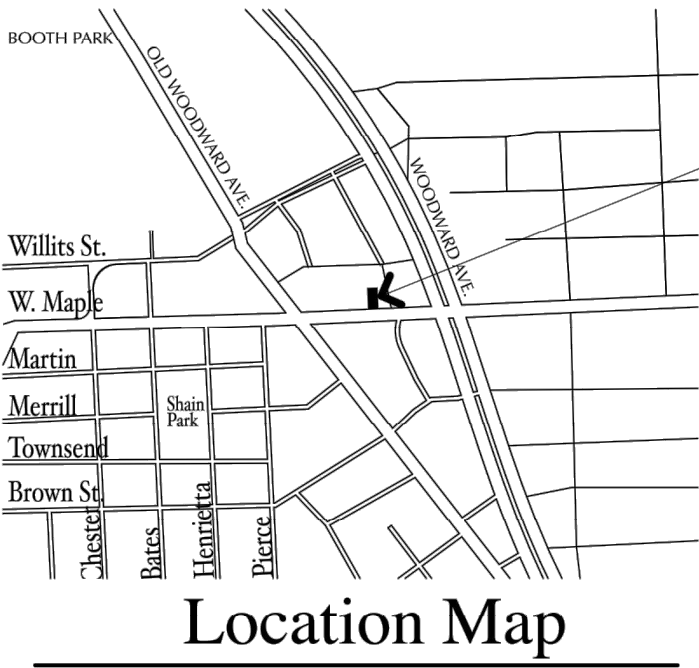 BOOTH PARK
OLD WOODWARD AVE.
WOODWARD AVE.
Willits St.
W. Maple
Martin
Merrill
Shain
Park
Townsend
Brown St.
Chester
Bates
Henrietta
Pierce
Location Map